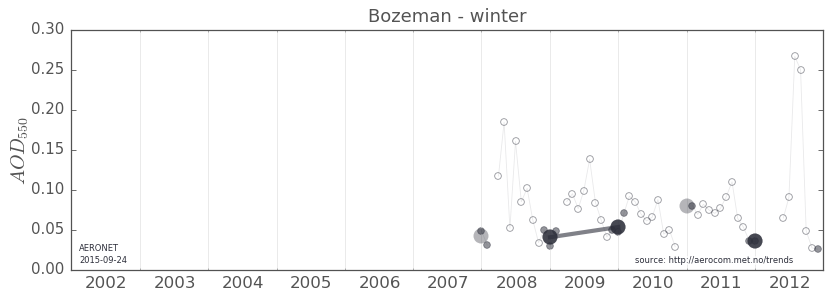 Bozeman - winter
0.30
0.25
0.20
0.15
0.10
0.05
0.00
AOD550
AERONET
2015-09-24
source: http://aerocom.met.no/trends
2002 2003 2004 2005 2006 2007 2008 2009 2010 2011 2012